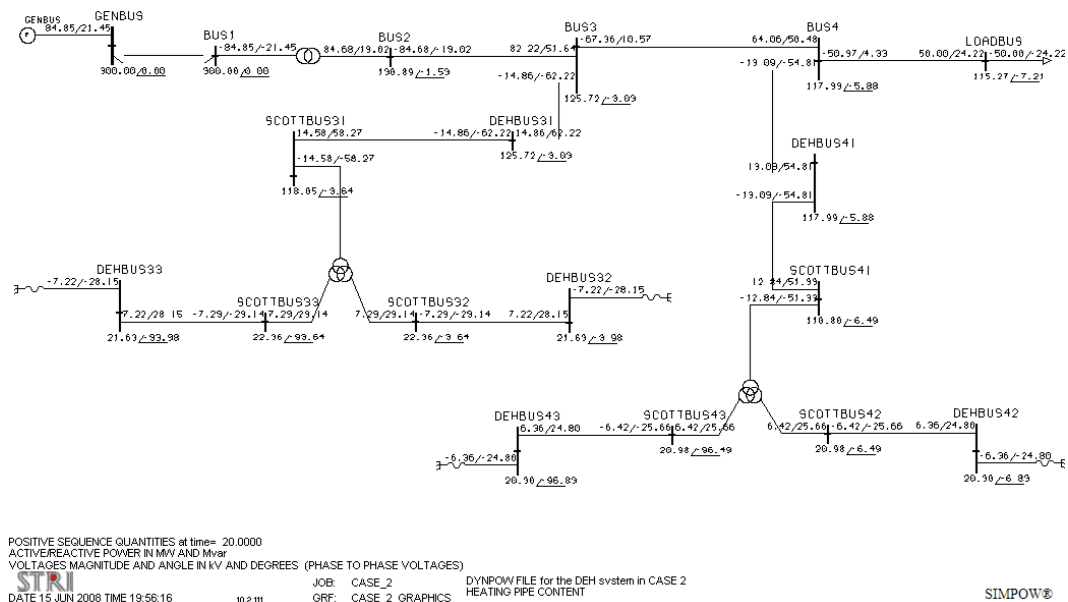 GENBUS
84.85/21.45
GENBUS
BUS1
-84.85/-21.45
300.00/0.00
300.00/0.00
BUS2
84.68/19.02
-84.68/-19.02
190.89/-1.59
BUS3
82.22/51.64
-67.36/10.57
-14.86/-62.22
125.72/-3.09
BUS4
64.06/50.48
-50.97/4.33
-13.09/-54.81
117.99/-5.88
LOADBUS
50.00/24.22
-50.00/-24.22
115.27/-7.21
SCOTTBUS31
14.58/58.27
-14.58/-58.27
118.05/-3.64
DEHBUS31
-14.86/-62.22
14.86/62.22
125.72/-3.09
DEHBUS41
13.09/54.81
-13.09/-54.81
117.99/-5.88
DEHBUS33
-7.22/-28.15
7.22/28.15
21.63/-93.98
SCOTTBUS33
-7.29/-29.14
7.29/29.14
22.36/-93.64
SCOTTBUS32
7.29/29.14
-7.29/-29.14
22.36/-3.64
DEHBUS32
-7.22/-28.15
7.22/28.15
21.63/-3.98
SCOTTBUS41
12.84/51.33
-12.84/-51.33
110.80/-6.49
DEHBUS43
6.36/24.80
-6.36/-24.80
20.90/-96.89
SCOTTBUS43
-6.42/-25.66
6.42/25.66
20.98/-96.49
SCOTTBUS42
6.42/25.66
-6.42/-25.66
20.98/-6.49
DEHBUS42
6.36/24.80
-6.36/-24.80
20.90/-6.89
POSITIVE SEQUENCE QUANTITIES at time= 20.0000
ACTIVE/REACTIVE POWER IN MW AND Mvar
VOLTAGES MAGNITUDE AND ANGLE IN kV AND DEGREES (PHASE TO PHASE VOLTAGES)
STRI
JOB: CASE_2
DYNPOW FILE for the DEH system in CASE 2
HEATING PIPE CONTENT
DATE 15 JUN 2008 TIME 19:56:16
GRF: CASE_2_GRAPHICS
SIMPOW®